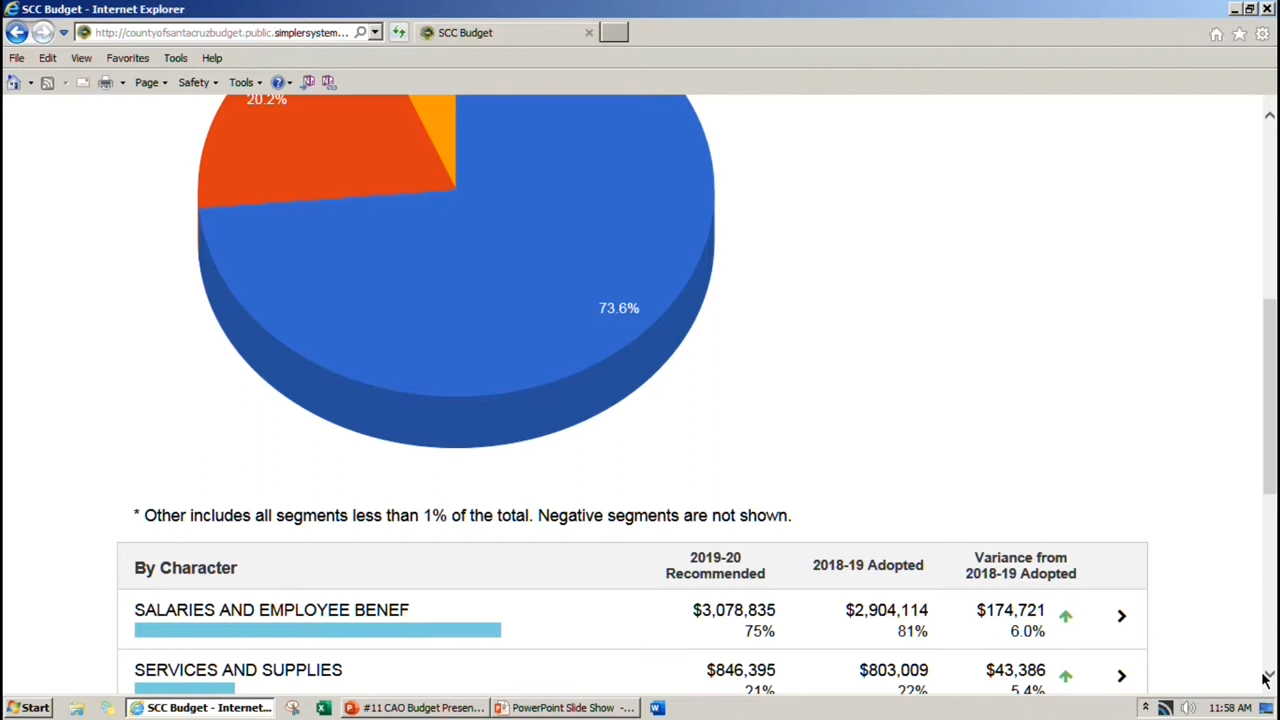 SCC Budget - Internet Explorer
http://countyofsantacruzbudget.public.simplersystem...
SCC Budget
File Edit View Favorites Tools Help
Page Safety Tools
20.2%
73.6%
* Other includes all segments less than 1% of the total. Negative segments are not shown.
By Character 2019-20 Recommended 2018-19 Adopted Variance from 2018-19 Adopted
SALARIES AND EMPLOYEE BENEF $3,078,835 $2,904,114 $174,721
75% 81% 6.0%
SERVICES AND SUPPLIES $846,395 $803,009 $43,386
21% 22% 5.4%
Start SCC Budget - Internet... #11 CAO Budget Presen... PowerPoint Slide Show - ... 11:58 AM